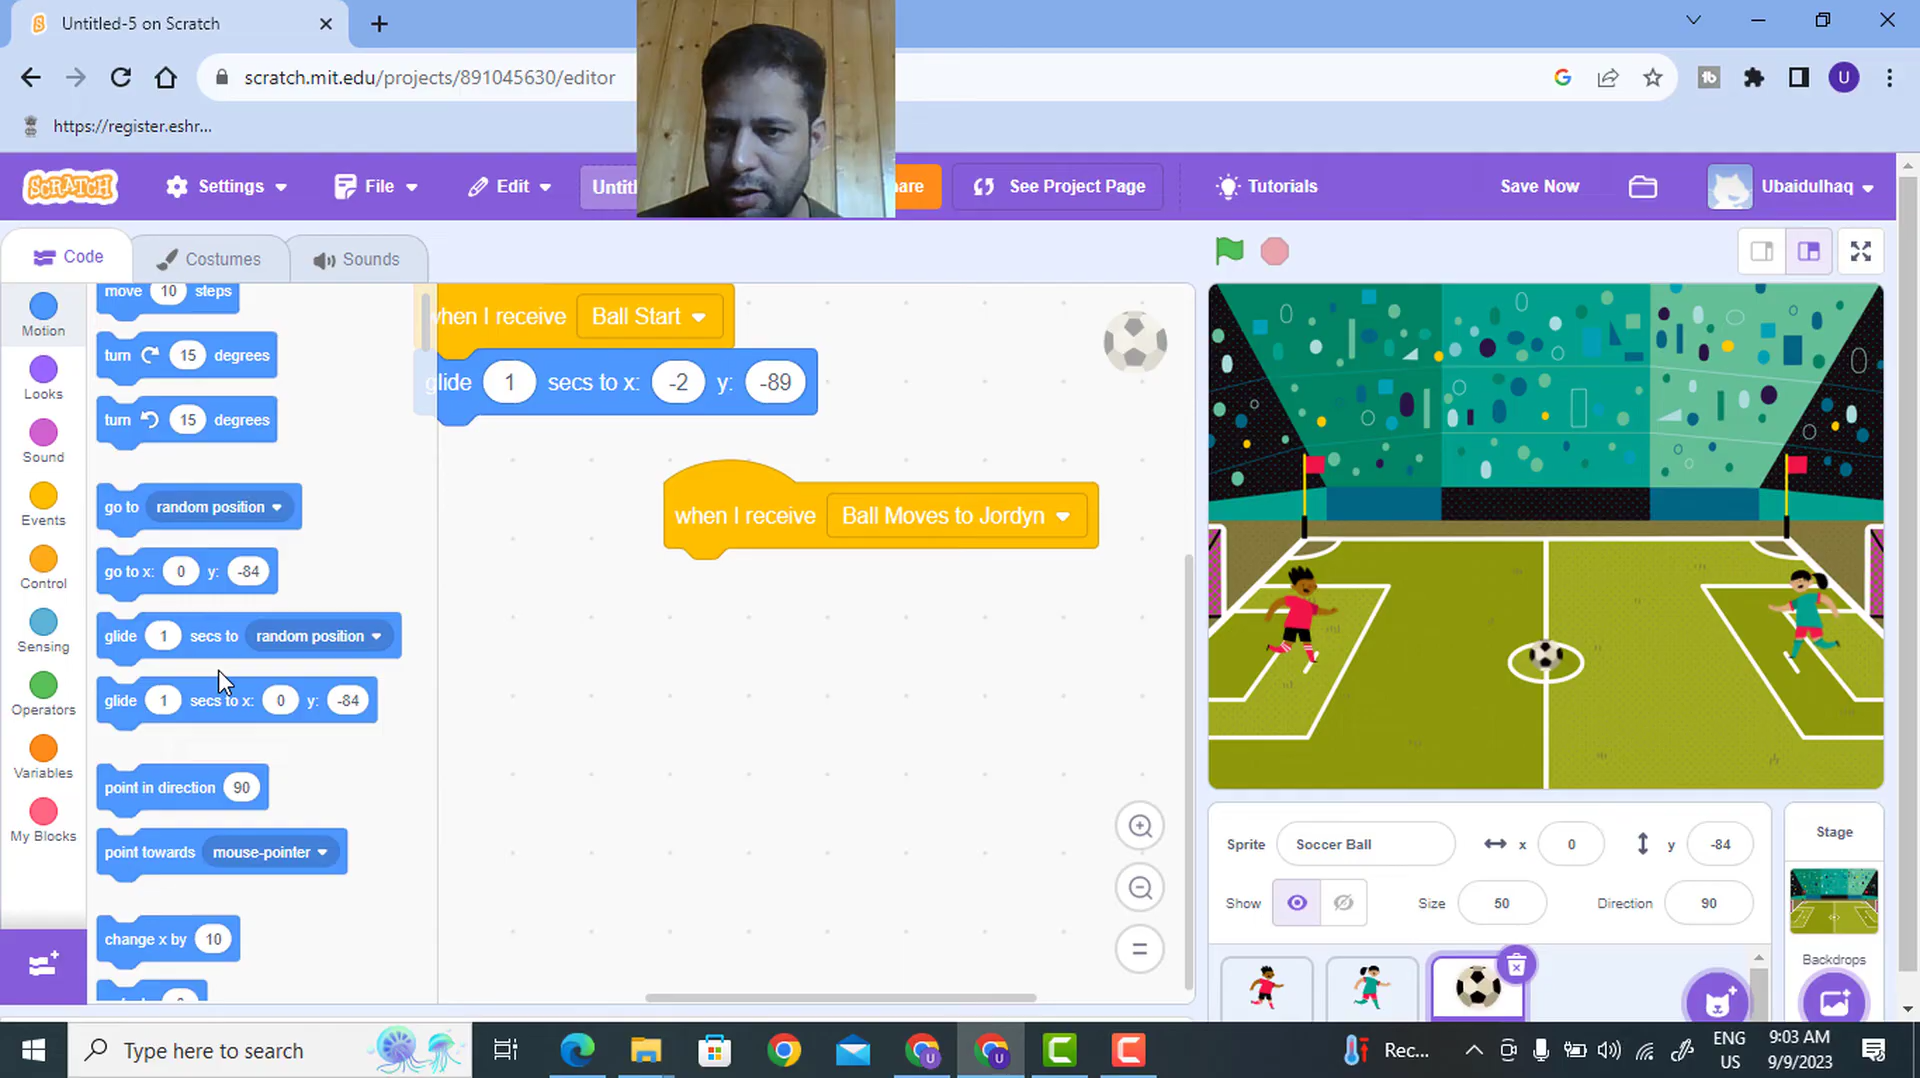 Untitled-5 on Scratch
scratch.mit.edu/projects/891045630/editor
G
tb
U
https://register.eshr...
SCRATCH
Settings
File
Edit
Untit
are
See Project Page
Tutorials
Save Now
Ubaidulhaq
Code
Costumes
Sounds
Motion
Looks
Sound
Events
Control
Sensing
Operators
Variables
My Blocks
move 10 steps
turn 15 degrees
turn 15 degrees
go to random position
go to x: 0 y: -84
glide 1 secs to random position
glide 1 secs to x: 0 y: -84
point in direction 90
point towards mouse-pointer
change x by 10
when I receive Ball Start
glide 1 secs to x: -2 y: -89
when I receive Ball Moves to Jordyn
Sprite Soccer Ball x 0 y -84
Show Size 50 Direction 90
Stage
Backdrops
Type here to search
Rec...
ENG
US
9:03 AM
9/9/2023